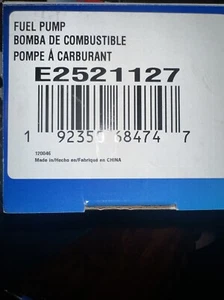 FUEL PUMP
BOMBA DE COMBUSTIBLE
POMPE À CARBURANT
E2521127
1 92350 68474 7
170046
Made in/Hecho en/Fabriqué en CHINA